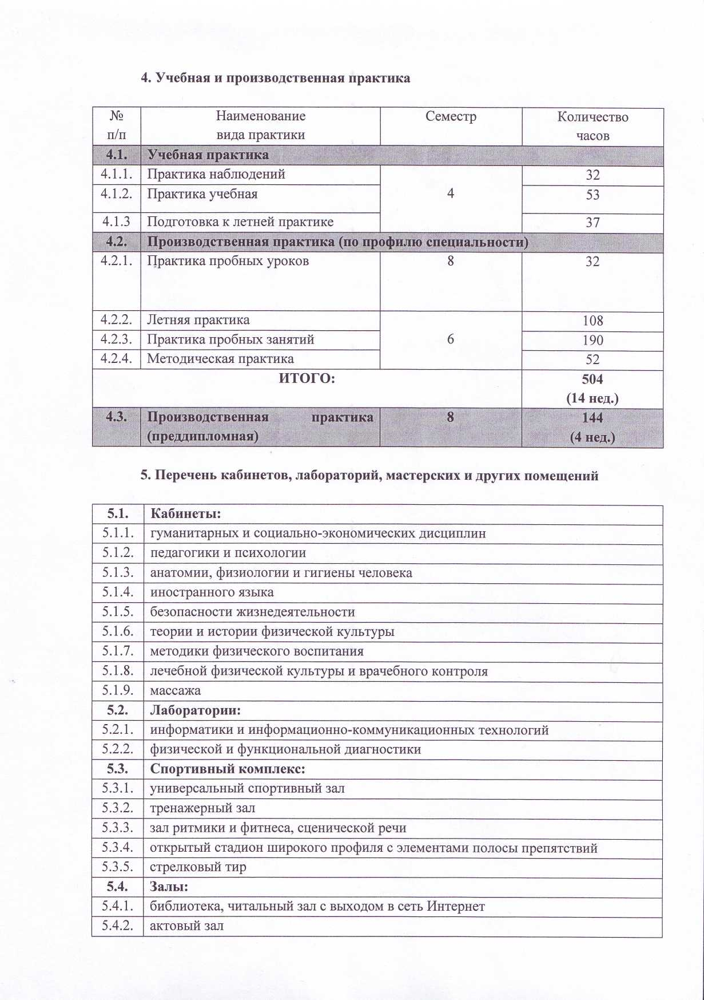 4. Учебная и производственная практика
№ Наименование Семестр Количество
п/п вида практики часов
4.1. Учебная практика
4.1.1. Практика наблюдений 32
4.1.2. Практика учебная 4 53
4.1.3 Подготовка к летней практике 37
4.2. Производственная практика (по профилю специальности)
4.2.1. Практика пробных уроков 8 32
4.2.2. Летняя практика 108
4.2.3. Практика пробных занятий 6 190
4.2.4. Методическая практика 52
ИТОГО: 504
(14 нед.)
4.3. Производственная практика 8 144
(преддипломная) (4 нед.)
5. Перечень кабинетов, лабораторий, мастерских и других помещений
5.1. Кабинеты:
5.1.1. гуманитарных и социально-экономических дисциплин
5.1.2. педагогики и психологии
5.1.3. анатомии, физиологии и гигиены человека
5.1.4. иностранного языка
5.1.5. безопасности жизнедеятельности
5.1.6. теории и истории физической культуры
5.1.7. методики физического воспитания
5.1.8. лечебной физической культуры и врачебного контроля
5.1.9. массажа
5.2. Лаборатории:
5.2.1. информатики и информационно-коммуникационных технологий
5.2.2. физической и функциональной диагностики
5.3. Спортивный комплекс:
5.3.1. универсальный спортивный зал
5.3.2. тренажерный зал
5.3.3. зал ритмики и фитнеса, сценической речи
5.3.4. открытый стадион широкого профиля с элементами полосы препятствий
5.3.5. стрелковый тир
5.4. Залы:
5.4.1. библиотека, читальный зал с выходом в сеть Интернет
5.4.2. актовый зал